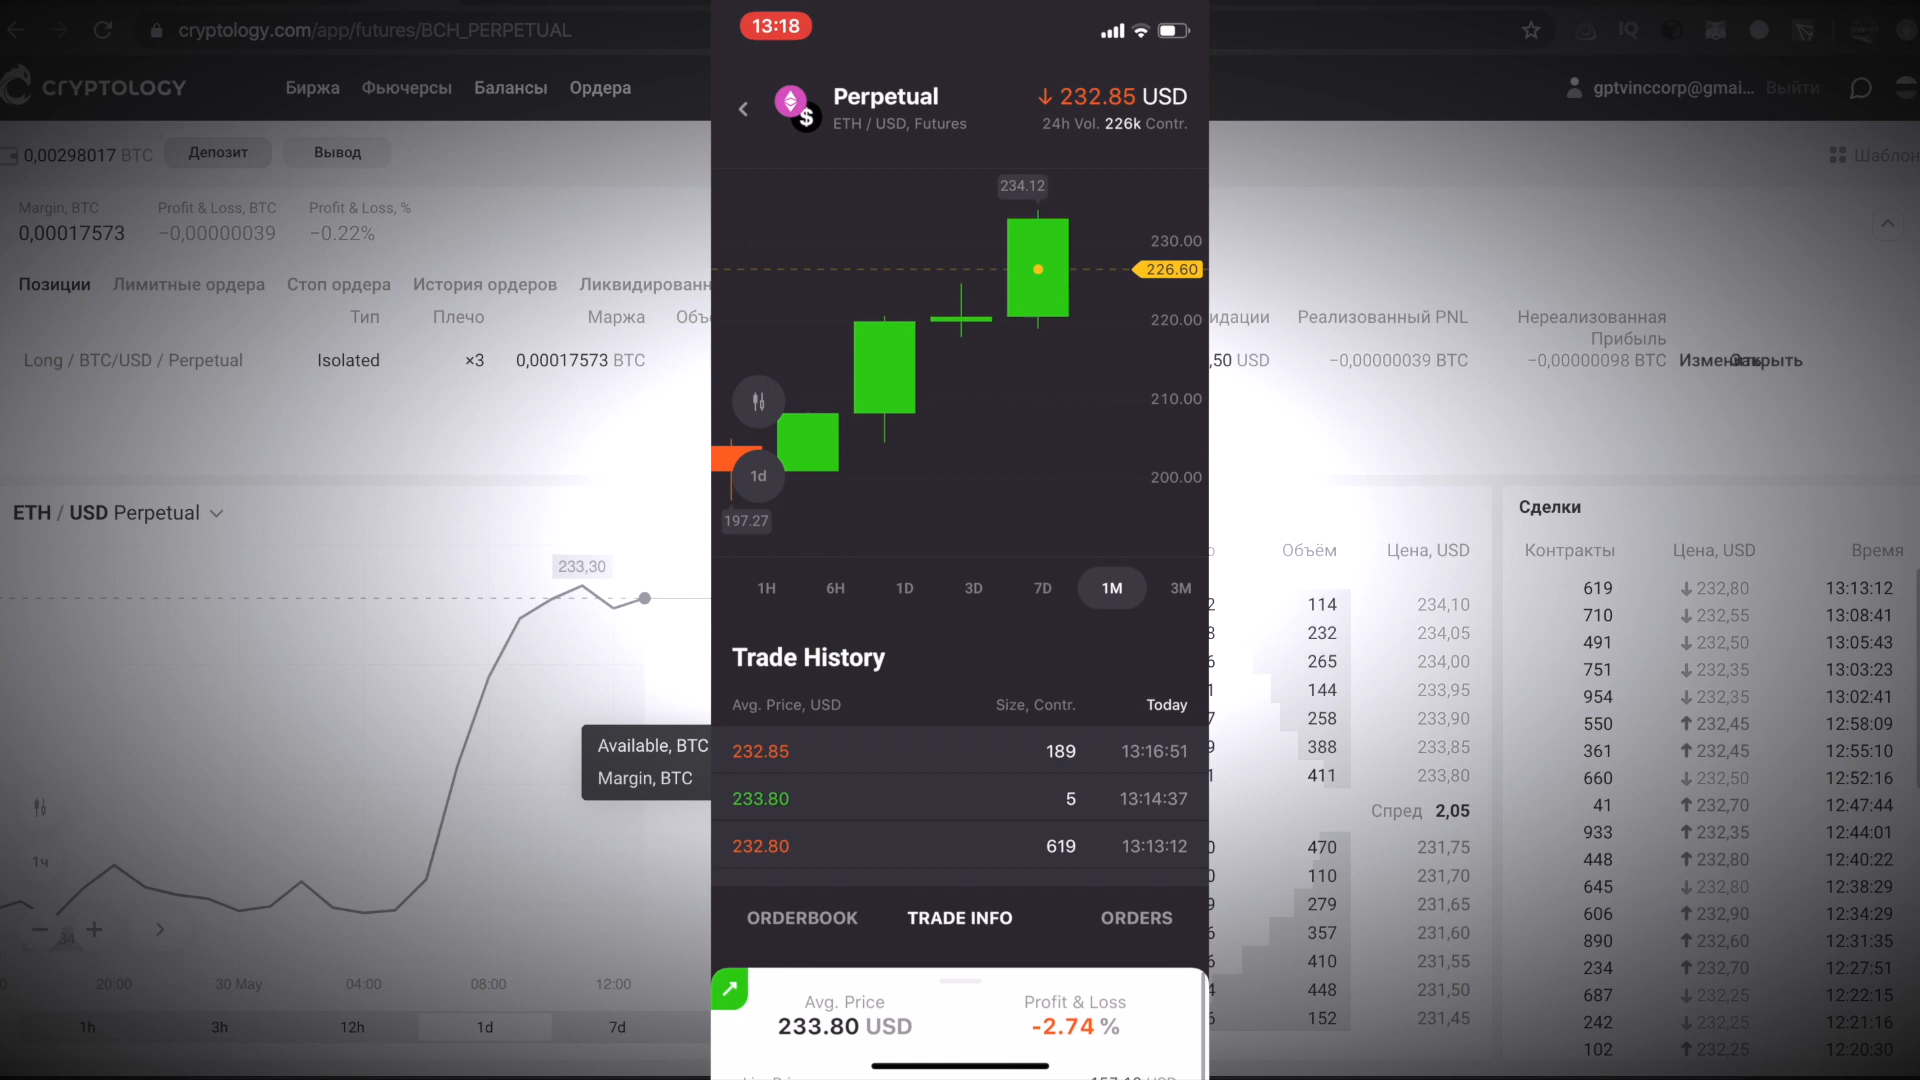 cryptology.com/app/futures/BCH_PERPETUAL
IQ
CRYPTOLOGY
Биржа Фьючерсы Балансы Ордера
gptvinccorp@gmai... Выйти
0,00298017 BTC Депозит Вывод
Шаблон
Margin, BTC Profit & Loss, BTC Profit & Loss, %
0,00017573 −0,00000039 −0.22%
Позиции Лимитные ордера Стоп ордера История ордеров Ликвидированн
Тип Плечо Маржа Объ
Long / BTC/USD / Perpetual Isolated ×3 0,00017573 BTC
идации Реализованный PNL Нереализованная
Прибыль
,50 USD −0,00000039 BTC −0,00000098 BTC
ETH / USD Perpetual
233,30
Available, BTC
Margin, BTC
1ч
20:00 30 May 04:00 08:00 12:00
1h 3h 12h 1d 7d
13:18
Perpetual 232.85 USD
ETH / USD, Futures 24h Vol. 226k Contr.
234.12
230.00
226.60
220.00
210.00
200.00
1d
197.27
1H 6H 1D 3D 7D 1M 3M
Trade History
Avg. Price, USD Size, Contr. Today
232.85 189 13:16:51
233.80 5 13:14:37
232.80 619 13:13:12
ORDERBOOK TRADE INFO ORDERS
Avg. Price Profit & Loss
233.80 USD -2.74 %
Объём Цена, USD
114 234,10
232 234,05
265 234,00
144 233,95
258 233,90
388 233,85
411 233,80
Спред 2,05
470 231,75
110 231,70
279 231,65
357 231,60
410 231,55
448 231,50
152 231,45
Сделки
Контракты Цена, USD Время
619 232,80 13:13:12
710 232,55 13:08:41
491 232,50 13:05:43
751 232,35 13:03:23
954 232,35 13:02:41
550 232,45 12:58:09
361 232,45 12:55:10
660 232,50 12:52:16
41 232,70 12:47:44
933 232,35 12:44:01
448 232,80 12:40:22
645 232,80 12:38:29
606 232,90 12:34:29
890 232,60 12:31:35
234 232,70 12:27:51
687 232,25 12:22:15
242 232,25 12:21:16
102 232,25 12:20:30